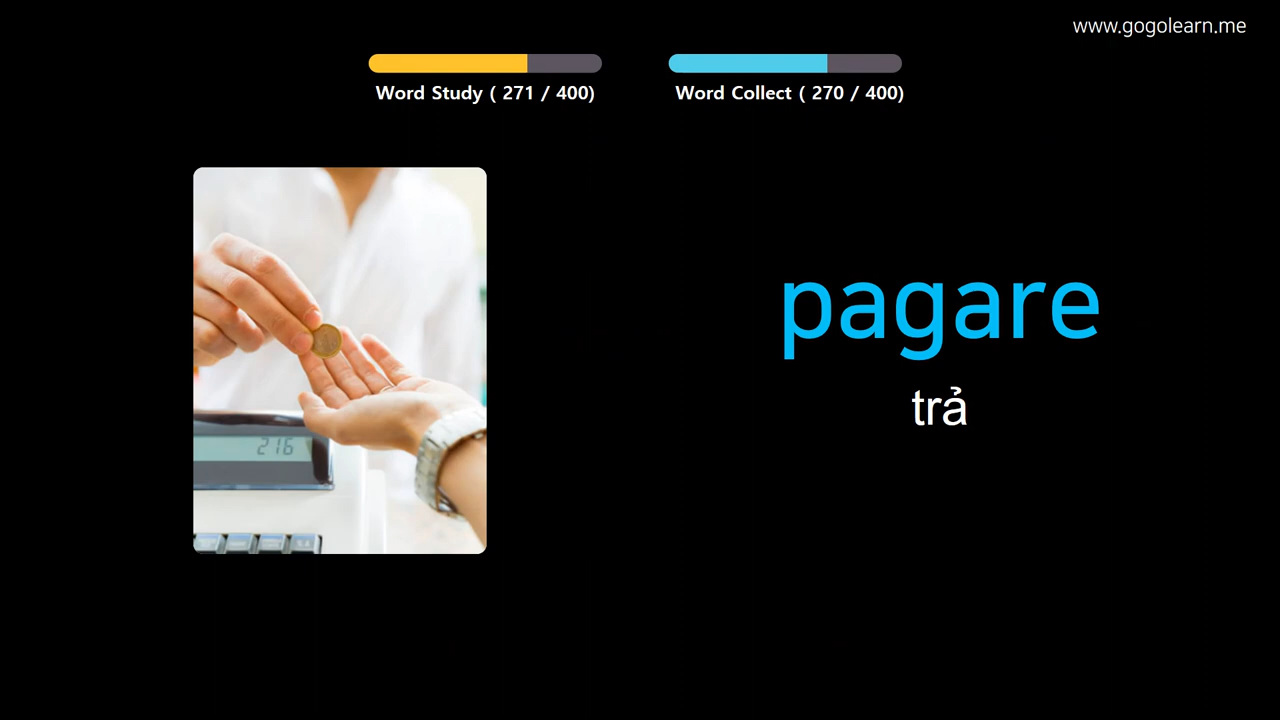 www.gogolearn.me
Word Study ( 271 / 400)
Word Collect ( 270 / 400)
pagare
trả
216